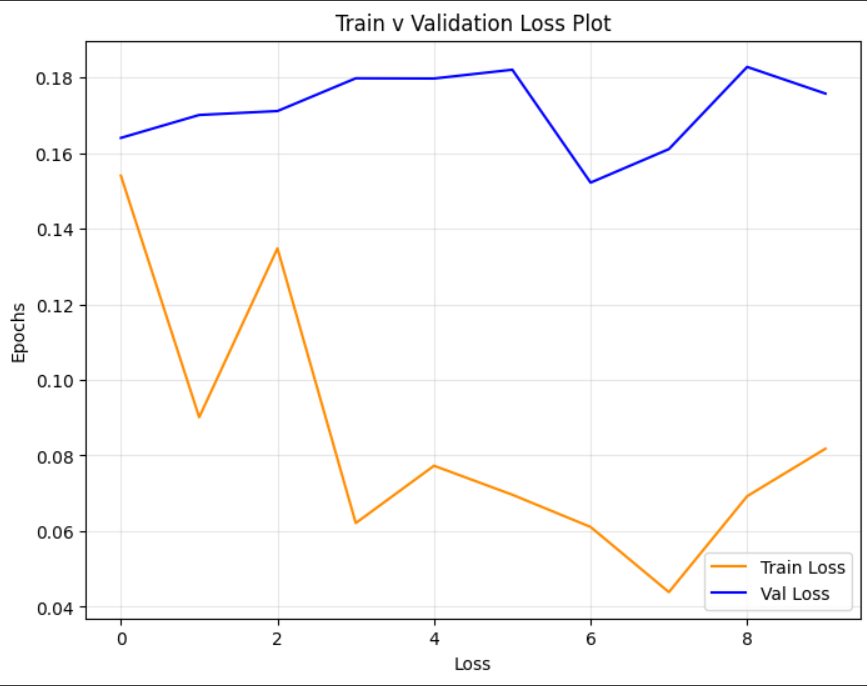 Train v Validation Loss Plot
0.18
0.16
0.14
0.12
0.10
0.08
0.06
0.04
Epochs
0 2 4 6 8
Loss
Train Loss
Val Loss